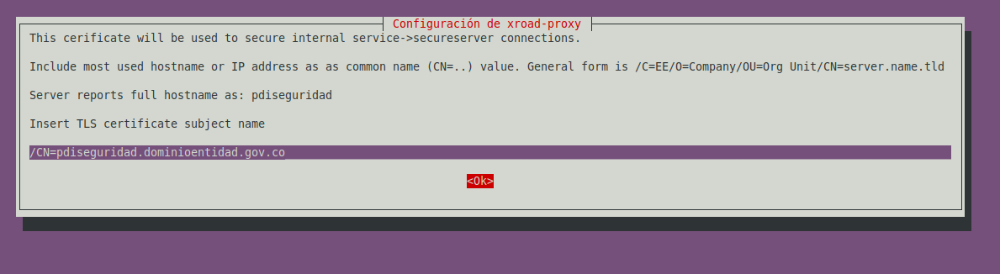 Configuración de xroad-proxy
This cerificate will be used to secure internal service->secureserver connections.
Include most used hostname or IP address as as common name (CN=..) value. General form is /C=EE/O=Company/OU=Org Unit/CN=server.name.tld
Server reports full hostname as: pdiseguridad
Insert TLS certificate subject name
/CN=pdiseguridad.dominioentidad.gov.co
<Ok>